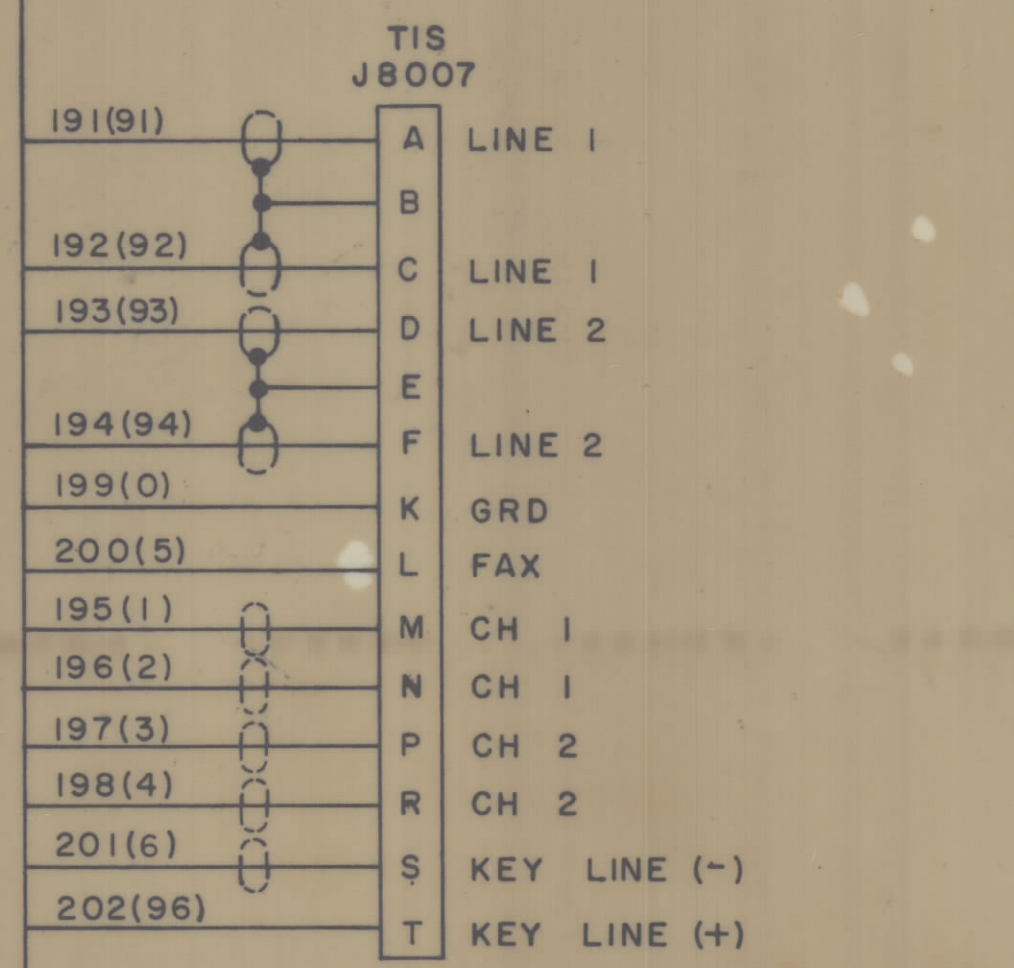 TIS
J8007
191(91) A LINE 1
B
192(92) C LINE 1
193(93) D LINE 2
E
194(94) F LINE 2
199(0) K GRD
200(5) L FAX
195(1) M CH 1
196(2) N CH 1
197(3) P CH 2
198(4) R CH 2
201(6) S KEY LINE (-)
202(96) T KEY LINE (+)